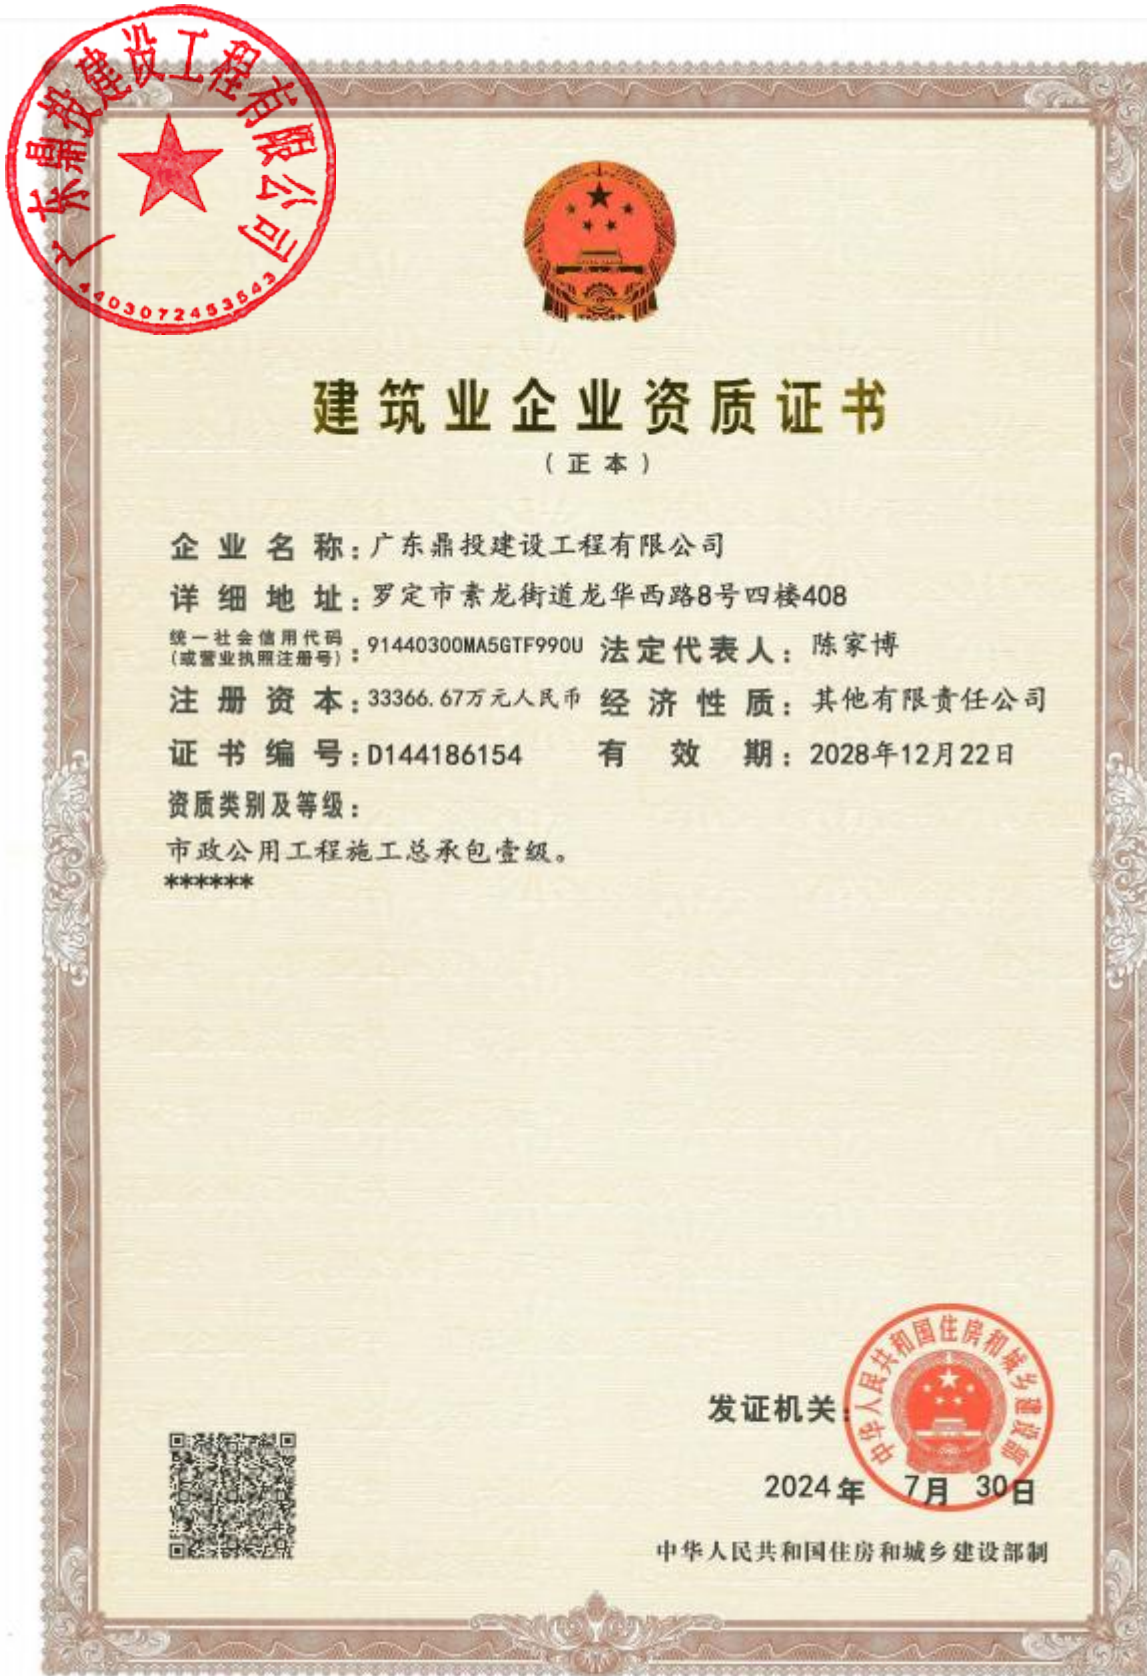 广东鼎投建设工程有限公司
4403072453543
建筑业企业资质证书
（正本）
企业名称：广东鼎投建设工程有限公司
详细地址：罗定市素龙街道龙华西路8号四楼408
统一社会信用代码（或营业执照注册号）：91440300MA5GTF990U 法定代表人：陈家博
注册资本：33366.67万元人民币 经济性质：其他有限责任公司
证书编号：D144186154 有效期：2028年12月22日
资质类别及等级：
市政公用工程施工总承包壹级。
******
中华人民共和国住房和城乡建设部
发证机关：
2024年 7月 30日
中华人民共和国住房和城乡建设部制